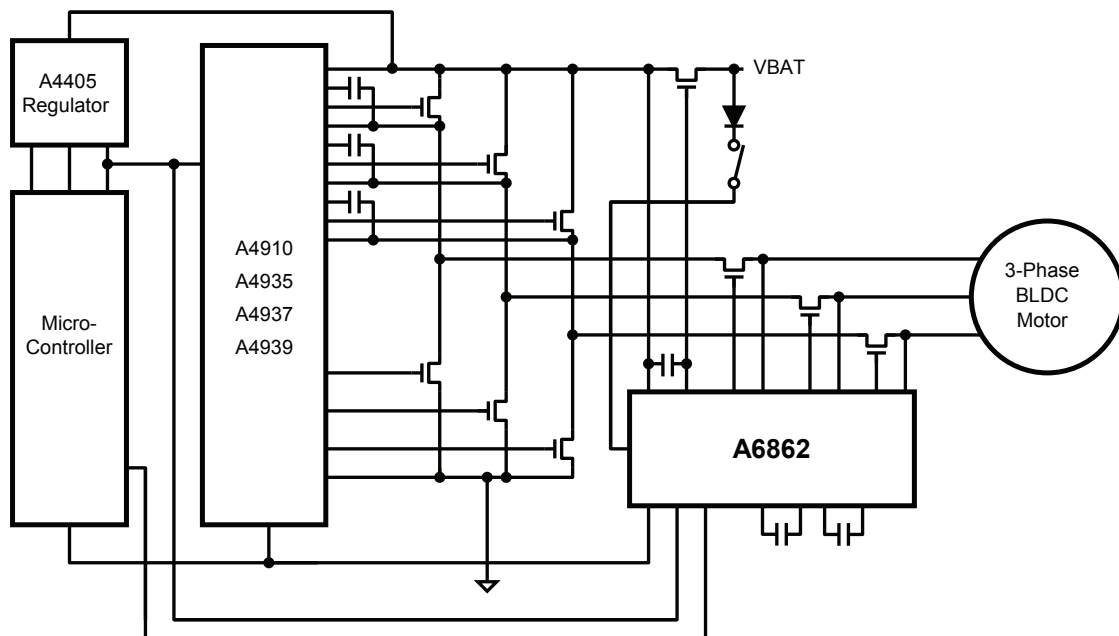 A4405
Regulator
VBAT
A4910
A4935
A4937
A4939
Micro-
Controller
3-Phase
BLDC
Motor
A6862